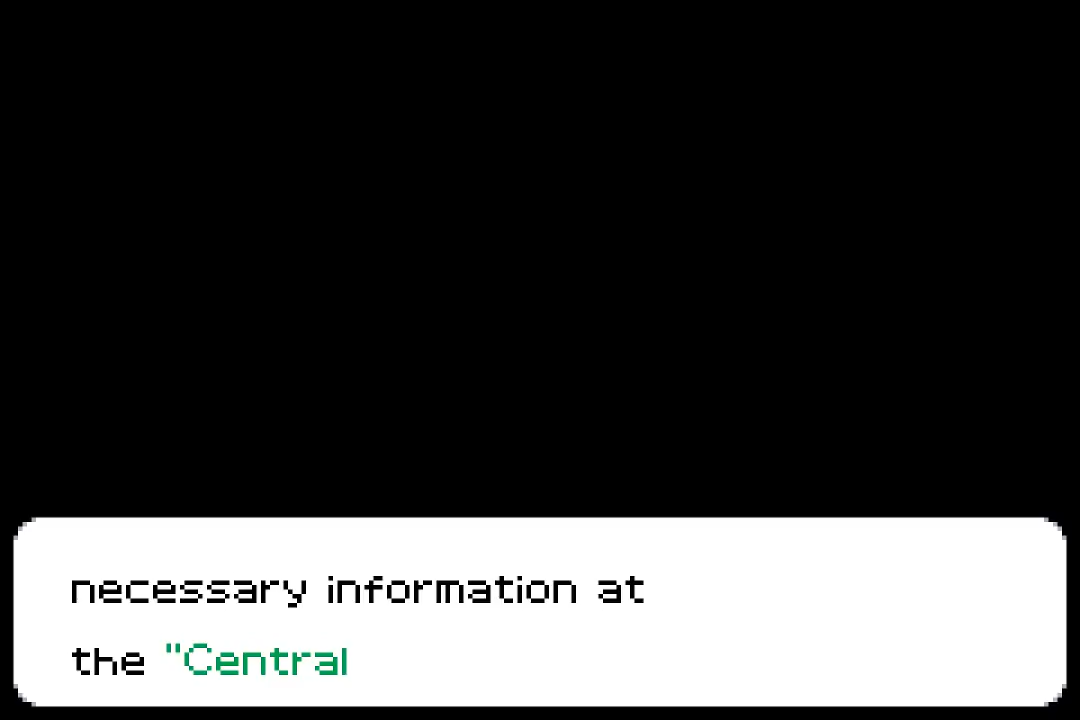 necessary information at
the "Central